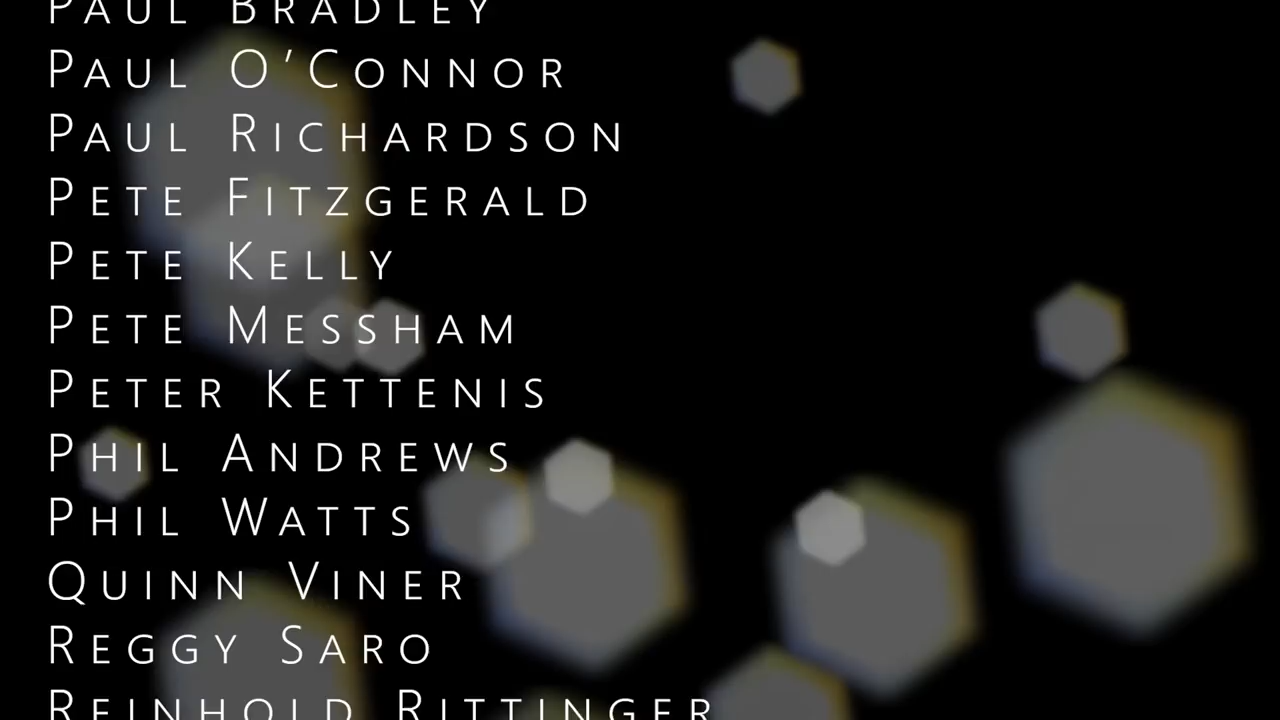 PAUL BRADLEY
PAUL O'CONNOR
PAUL RICHARDSON
PETE FITZGERALD
PETE KELLY
PETE MESSHAM
PETER KETTENIS
PHIL ANDREWS
PHIL WATTS
QUINN VINER
REGGY SARO
REINHOLD RITTINGER